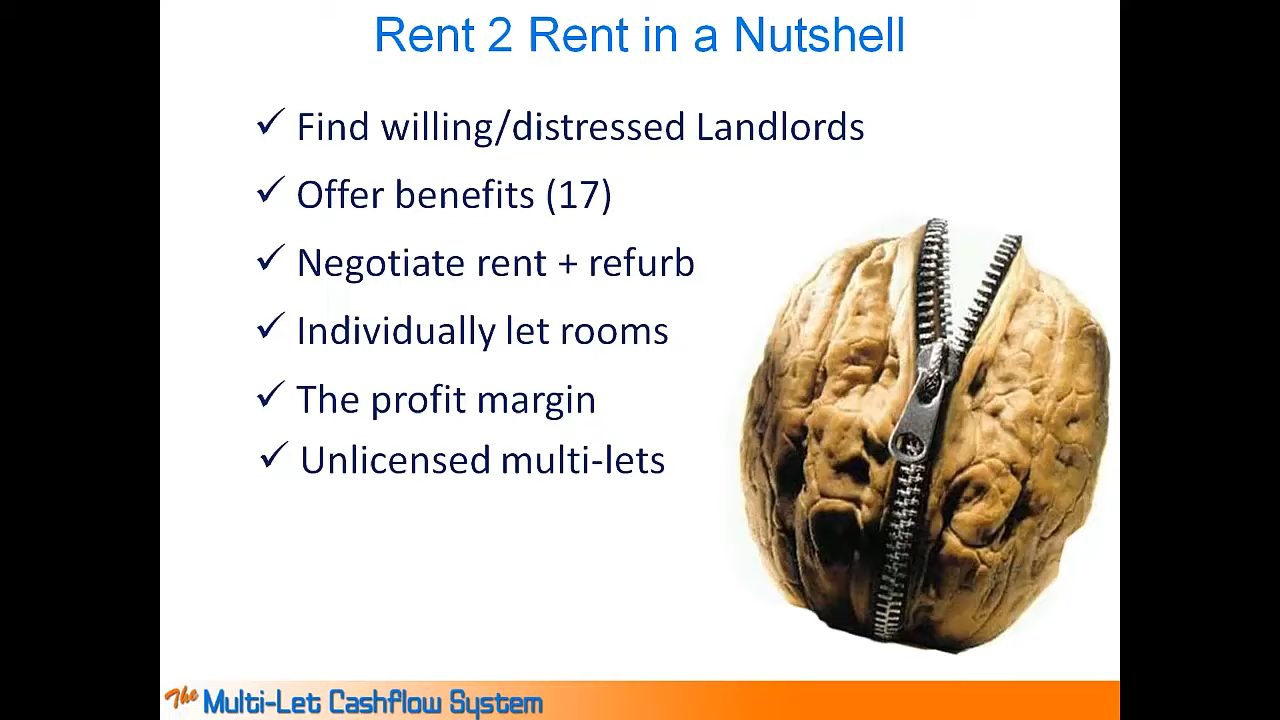 Rent 2 Rent in a Nutshell
✓ Find willing/distressed Landlords
✓ Offer benefits (17)
✓ Negotiate rent + refurb
✓ Individually let rooms
✓ The profit margin
✓ Unlicensed multi-lets
The Multi-Let Cashflow System